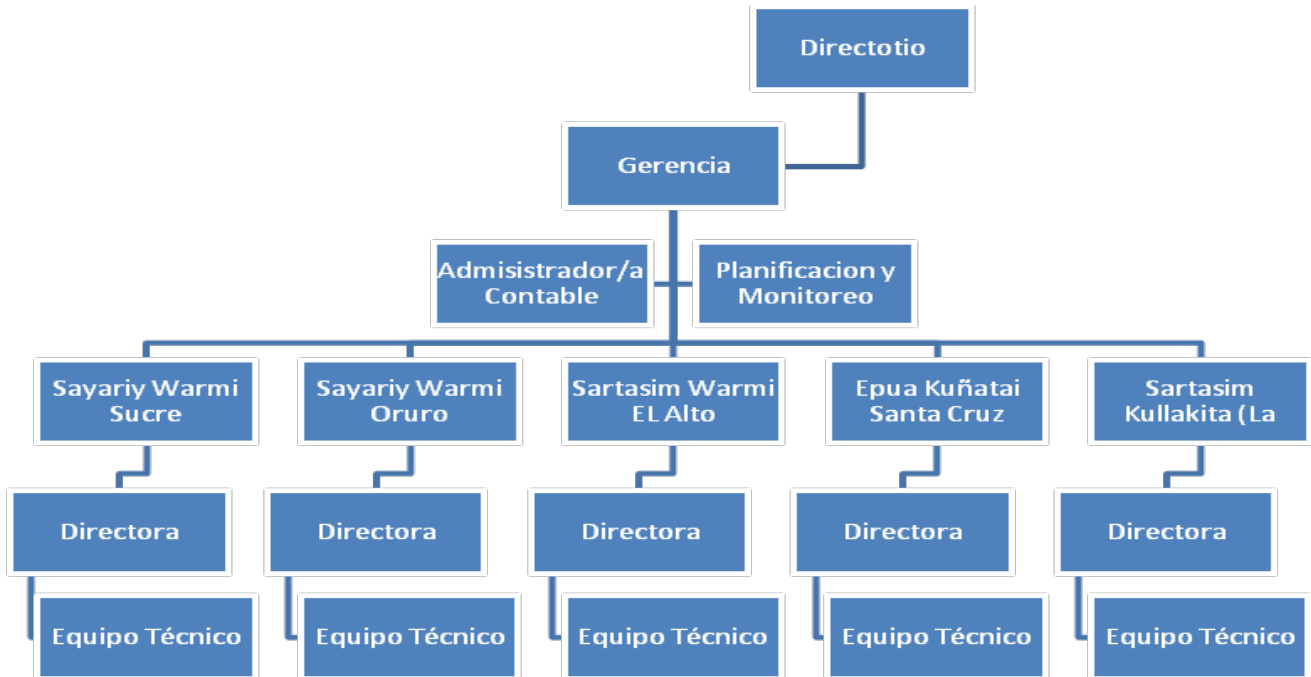 Directotio
Gerencia
Admisistrador/a
Contable
Planificacion y
Monitoreo
Sayariy Warmi
Sucre
Sayariy Warmi
Oruro
Sartasim Warmi
EL Alto
Epua Kuñatai
Santa Cruz
Sartasim
Kullakita (La
Directora
Directora
Directora
Directora
Directora
Equipo Técnico
Equipo Técnico
Equipo Técnico
Equipo Técnico
Equipo Técnico